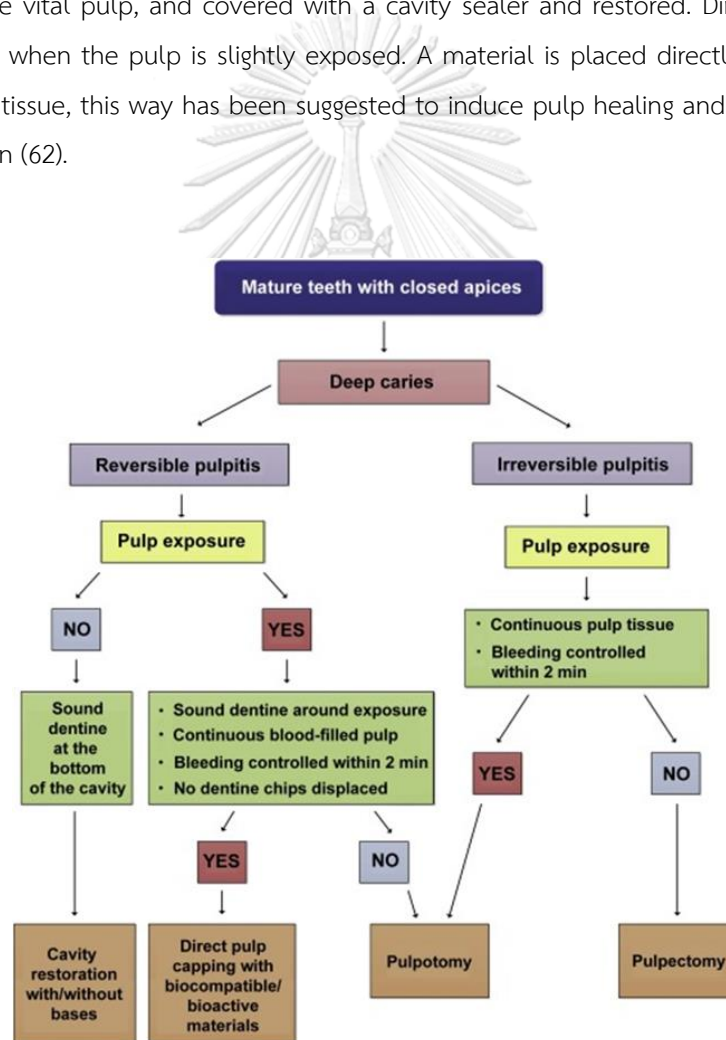 e vital pulp, and covered with a cavity sealer and restored. Di
when the pulp is slightly exposed. A material is placed directl
tissue, this way has been suggested to induce pulp healing and
n (62).
Mature teeth with closed apices
Deep caries
Reversible pulpitis
Irreversible pulpitis
Pulp exposure
Pulp exposure
NO
YES
• Continuous pulp tissue
• Bleeding controlled
within 2 min
Sound
dentine
at the
bottom
of the cavity
• Sound dentine around exposure
• Continuous blood-filled pulp
• Bleeding controlled within 2 min
• No dentine chips displaced
YES
NO
YES
NO
Cavity
restoration
with/without
bases
Direct pulp
capping with
biocompatible/
bioactive
materials
Pulpotomy
Pulpectomy